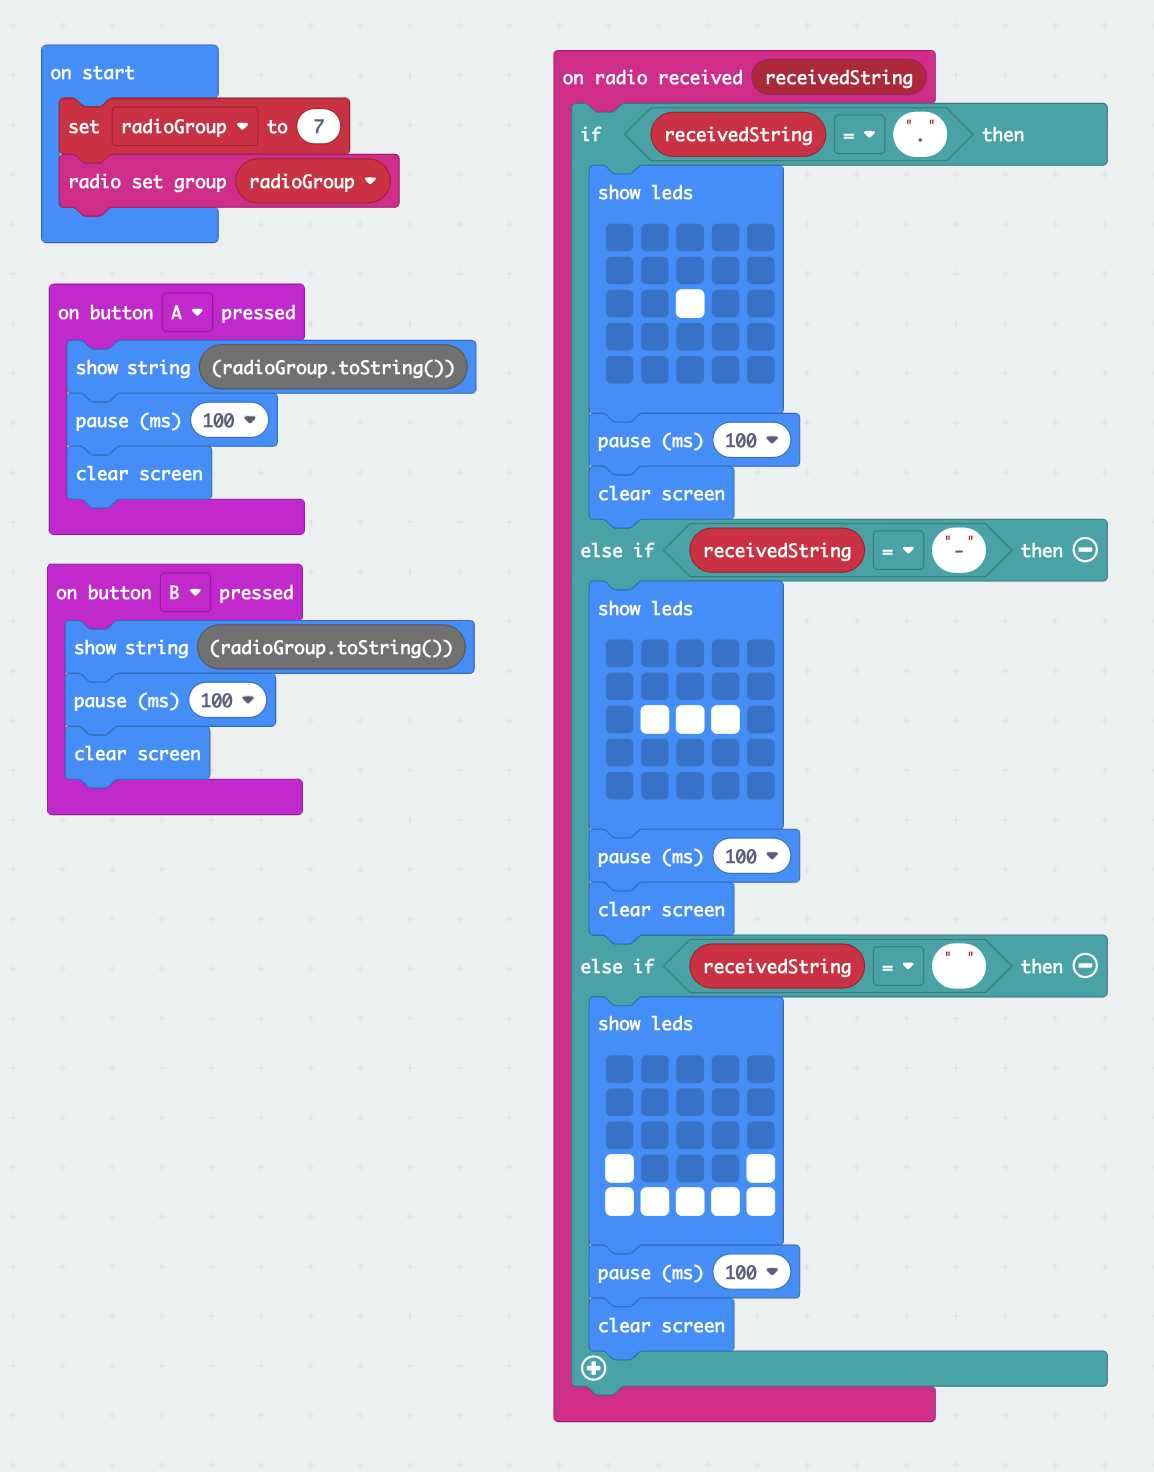 on start
set radioGroup to 7
radio set group radioGroup
on button A pressed
show string (radioGroup.toString())
pause (ms) 100
clear screen
on button B pressed
show string (radioGroup.toString())
pause (ms) 100
clear screen
on radio received receivedString
if receivedString = "." then
show leds
pause (ms) 100
clear screen
else if receivedString = "-" then
show leds
pause (ms) 100
clear screen
else if receivedString = " " then
show leds
pause (ms) 100
clear screen